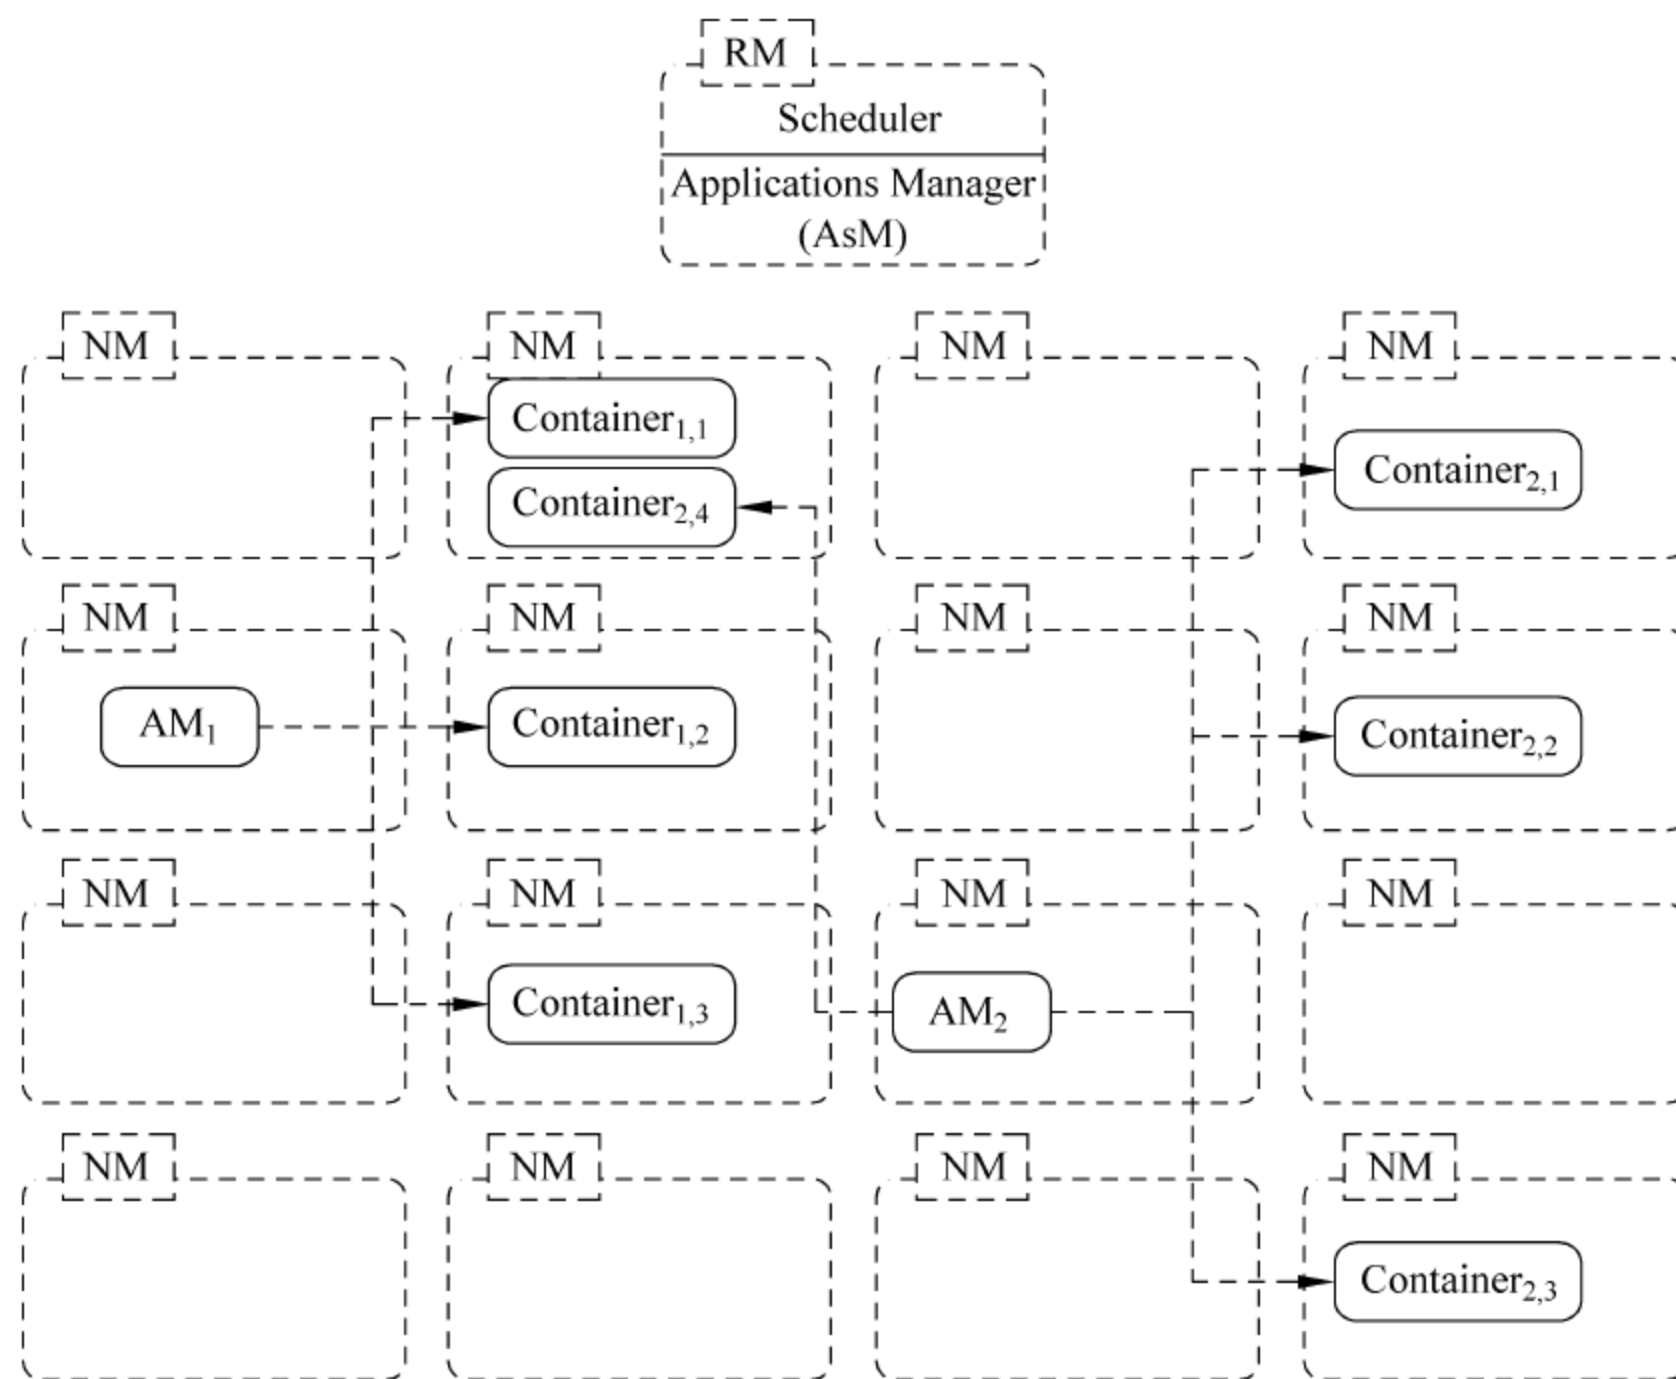 RM
Scheduler
Applications Manager
(AsM)
NM
NM
NM
NM
Container1,1
Container2,4
Container2,1
NM
NM
NM
NM
AM1
Container1,2
Container2,2
NM
NM
NM
NM
Container1,3
AM2
NM
NM
NM
NM
Container2,3